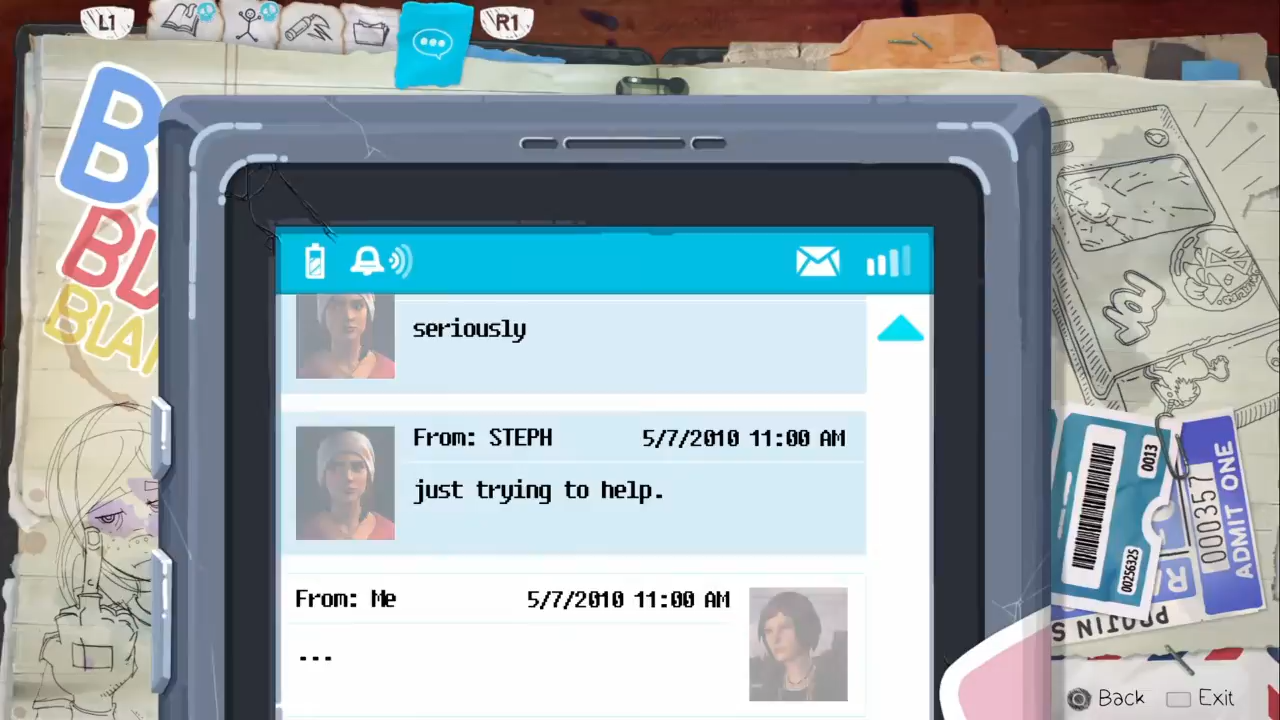 L1
R1
seriously
From: STEPH 5/7/2010 11:00 AM
just trying to help.
From: Me 5/7/2010 11:00 AM
...
0013
00256325
000357
ADMIT ONE
Back
Exit